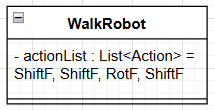 WalkRobot
- actionList : List<Action> =
ShiftF, ShiftF, RotF, ShiftF